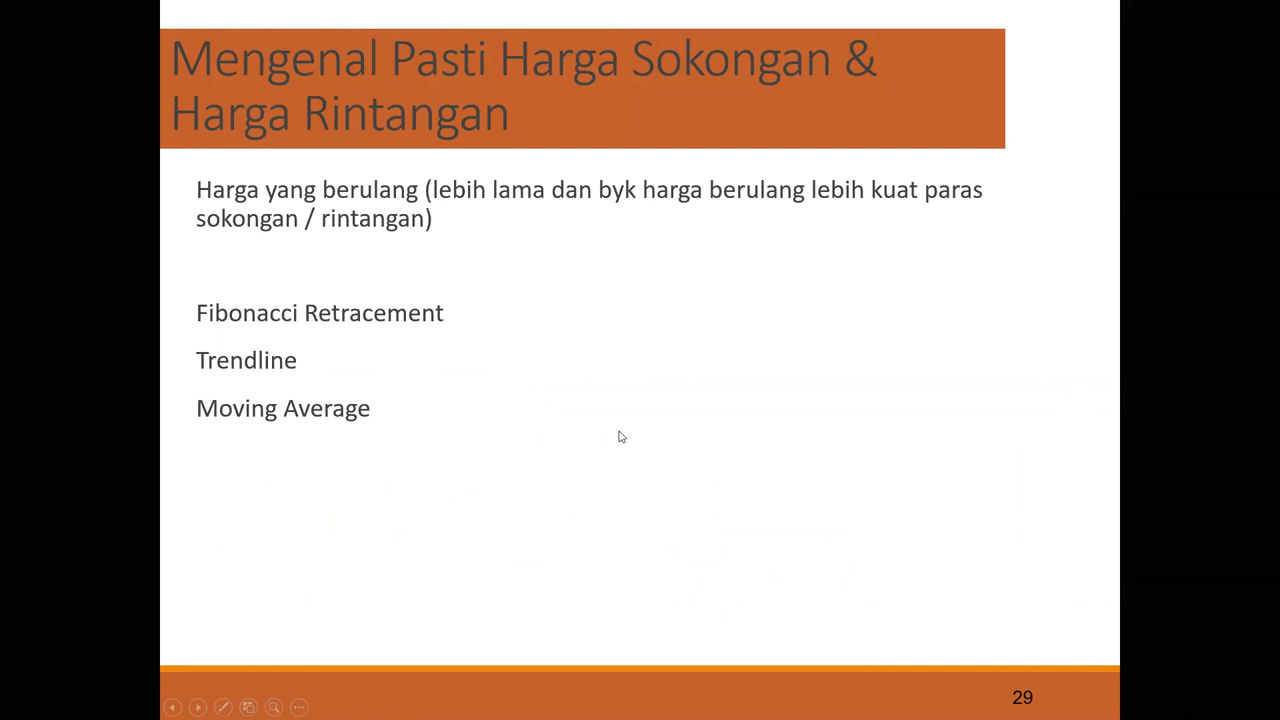 Mengenal Pasti Harga Sokongan &
Harga Rintangan
Harga yang berulang (lebih lama dan byk harga berulang lebih kuat paras
sokongan / rintangan)
Fibonacci Retracement
Trendline
Moving Average
29